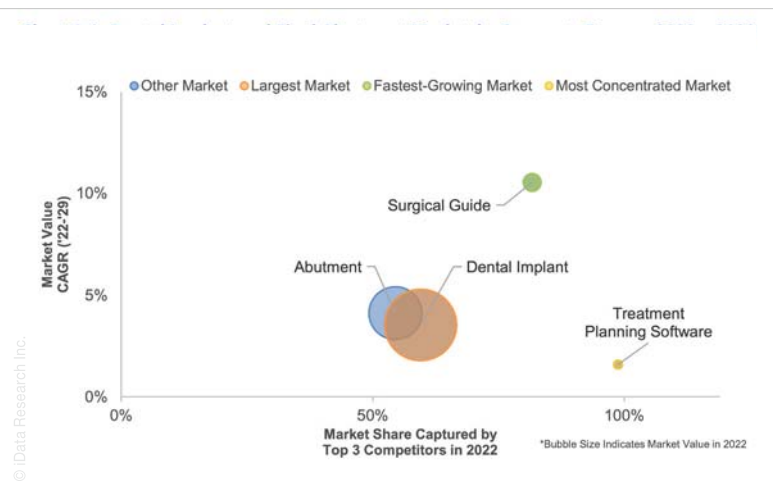 Other Market Largest Market Fastest-Growing Market Most Concentrated Market
15%
10%
5%
0%
Market Value
CAGR ('22-'29)
Surgical Guide
Abutment
Dental Implant
Treatment
Planning Software
0%
50%
100%
Market Share Captured by
Top 3 Competitors in 2022
*Bubble Size Indicates Market Value in 2022
© iData Research Inc.